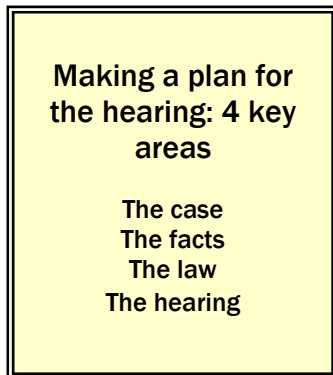 Making a plan for
the hearing: 4 key
areas
The case
The facts
The law
The hearing